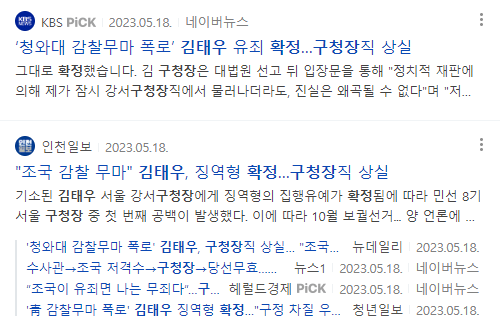 KBS PiCK 2023.05.18. 네이버뉴스
'청와대 감찰무마 폭로' 김태우 유죄 확정...구청장직 상실
그대로 확정했습니다. 김 구청장은 대법원 선고 뒤 입장문을 통해 "정치적 재판에
의해 제가 잠시 강서구청장직에서 물러나더라도, 진실은 왜곡될 수 없다"며 "저...
인천일보 2023.05.18.
"조국 감찰 무마" 김태우, 징역형 확정...구청장직 상실
기소된 김태우 서울 강서구청장에게 징역형의 집행유예가 확정됨에 따라 민선 8기
서울 구청장 중 첫 번째 공백이 발생했다. 이에 따라 10월 보궐선거... 양 언론에 ...
'청와대 감찰무마 폭로' 김태우, 구청장직 상실... "조국... 뉴데일리 2023.05.18.
수사관→조국 저격수→구청장→당선무효...... 뉴스1 2023.05.18. 네이버뉴스
"조국이 유죄면 나는 무죄다"...구... 헤럴드경제 PiCK 2023.05.18. 네이버뉴스
'靑 감찰무마 폭로' 김태우 징역형 확정..."구정 차질 우... 청년일보 2023.05.18.